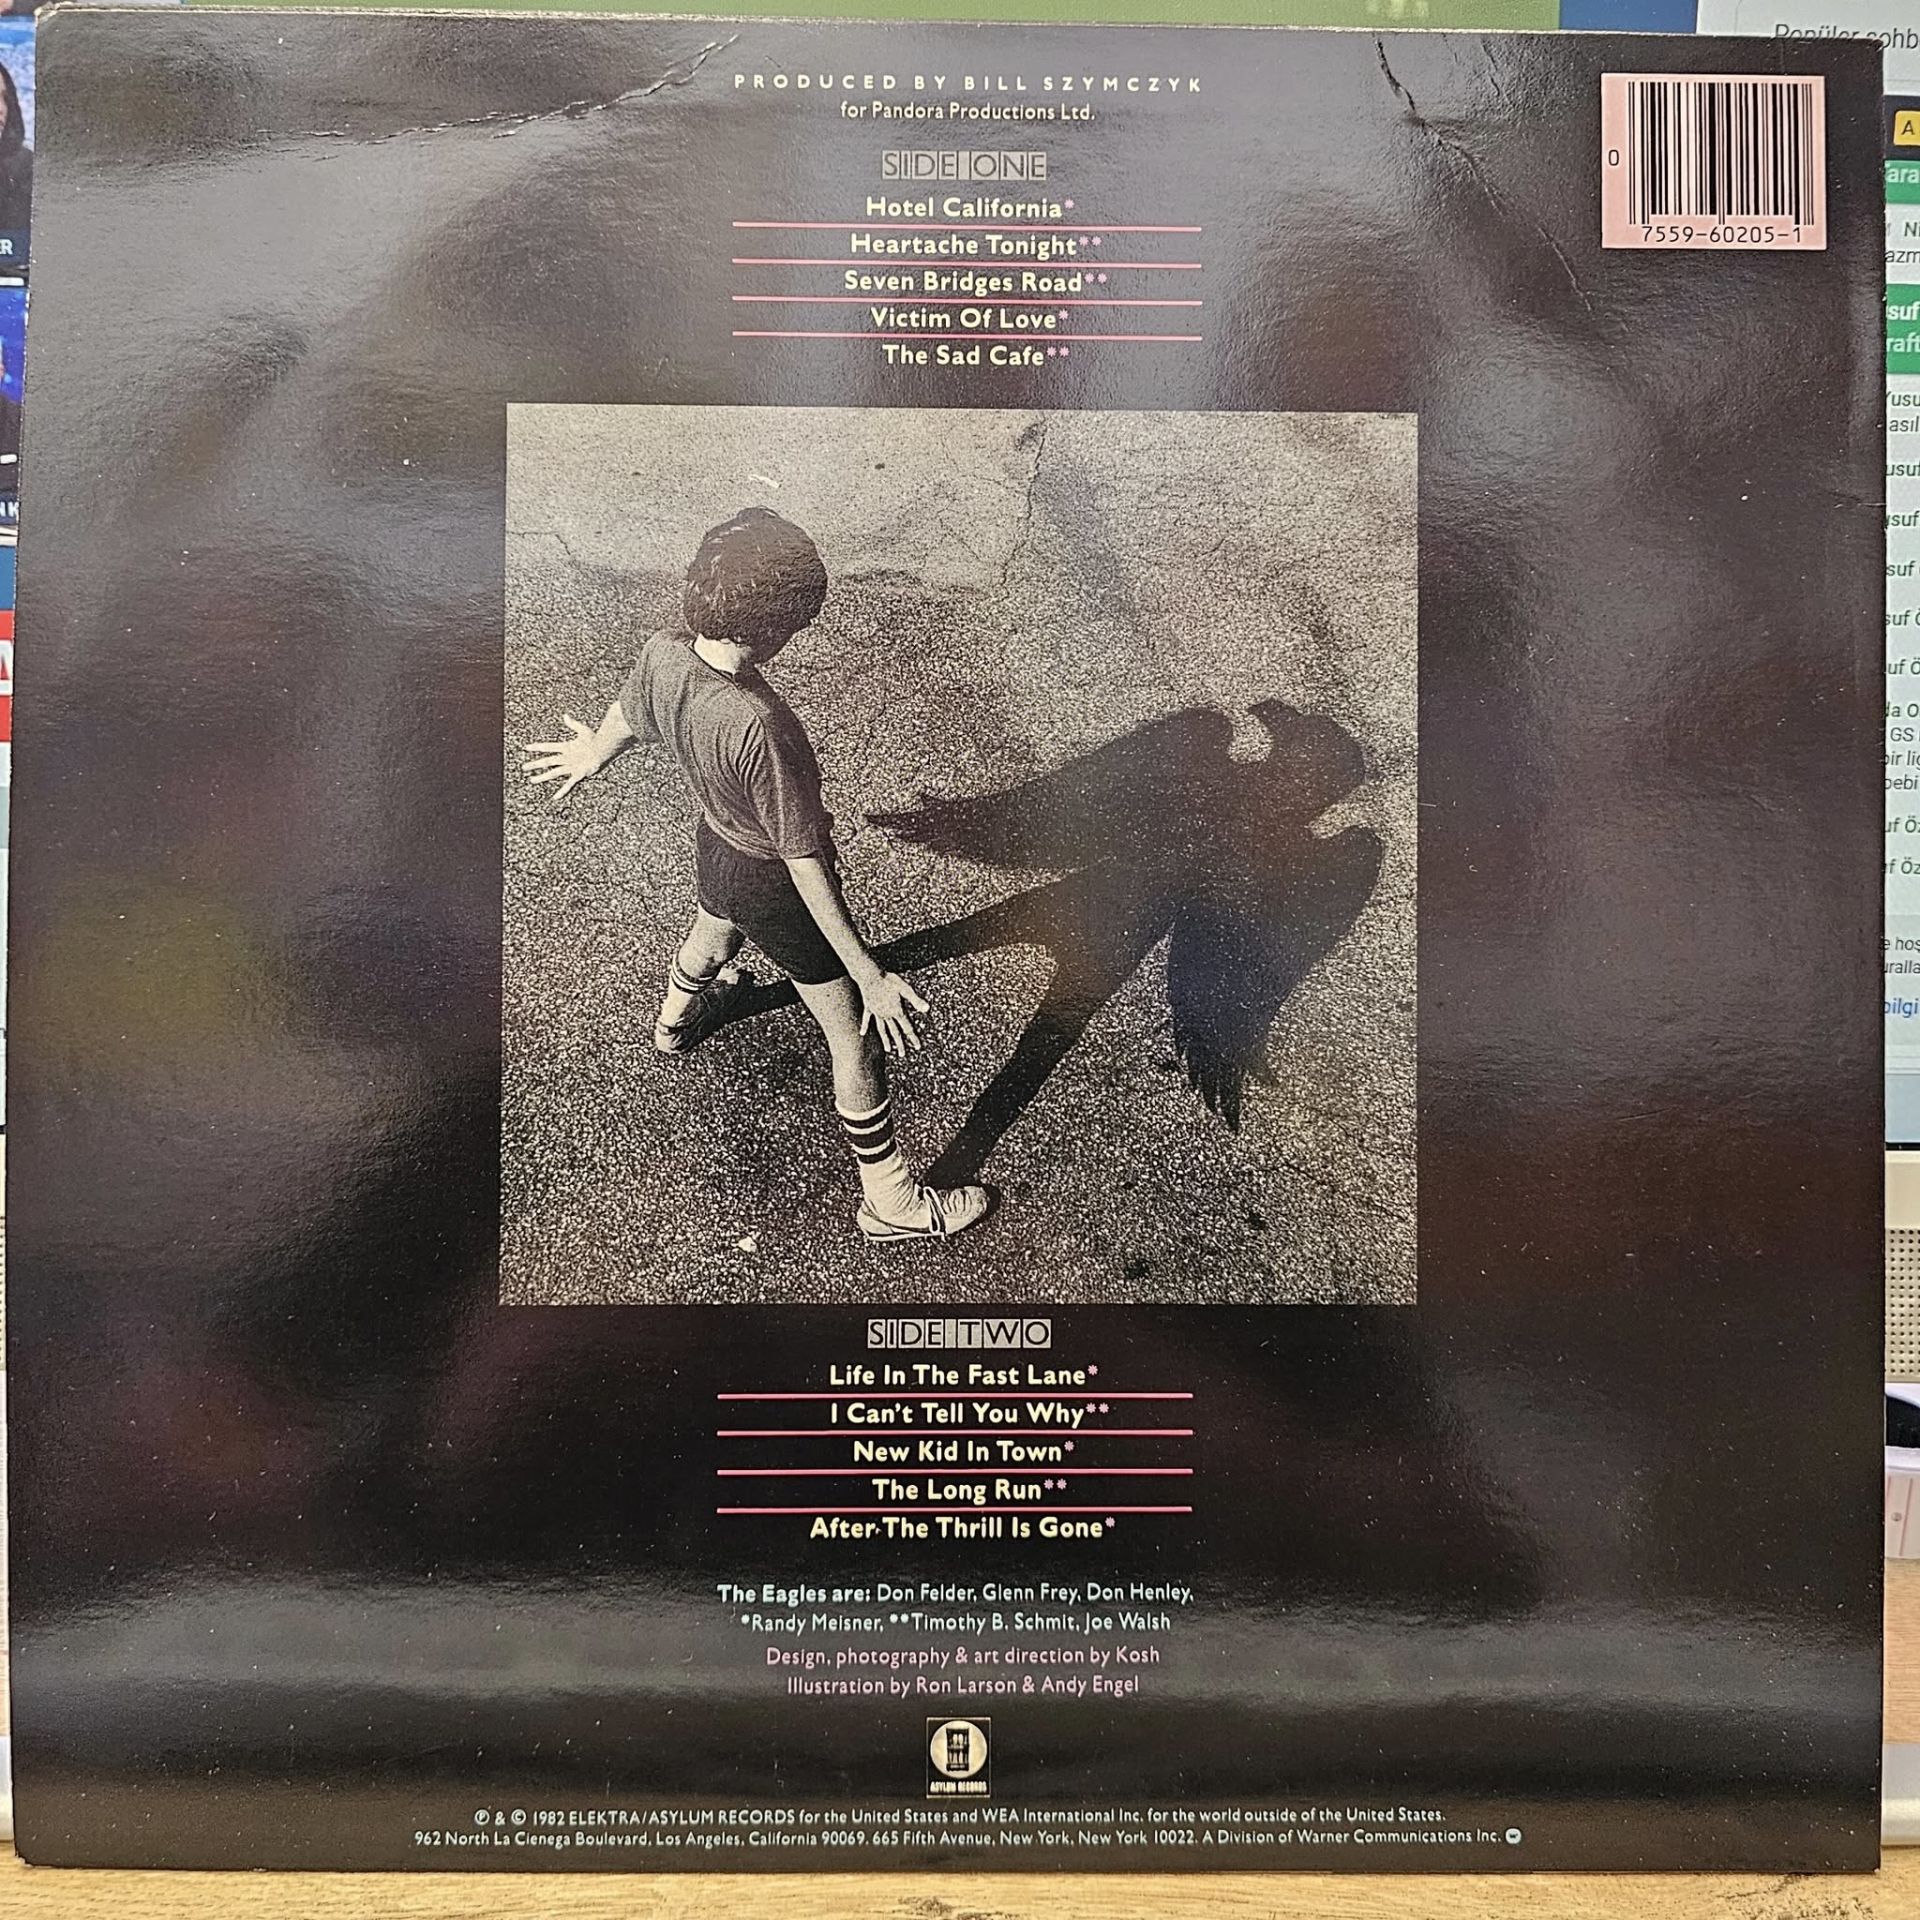 PRODUCED BY BILL SZYMCZYK
for Pandora Productions Ltd.
0
7559-60205-1
SIDE ONE
Hotel California*
Heartache Tonight**
Seven Bridges Road**
Victim Of Love*
The Sad Cafe**
SIDE TWO
Life In The Fast Lane*
I Can't Tell You Why**
New Kid In Town*
The Long Run**
After The Thrill Is Gone*
The Eagles are: Don Felder, Glenn Frey, Don Henley,
*Randy Meisner, **Timothy B. Schmit, Joe Walsh
Design, photography & art direction by Kosh
Illustration by Ron Larson & Andy Engel
ASYLUM RECORDS
℗ & © 1982 ELEKTRA/ASYLUM RECORDS for the United States and WEA International Inc. for the world outside of the United States.
962 North La Cienega Boulevard, Los Angeles, California 90069. 665 Fifth Avenue, New York, New York 10022. A Division of Warner Communications Inc.